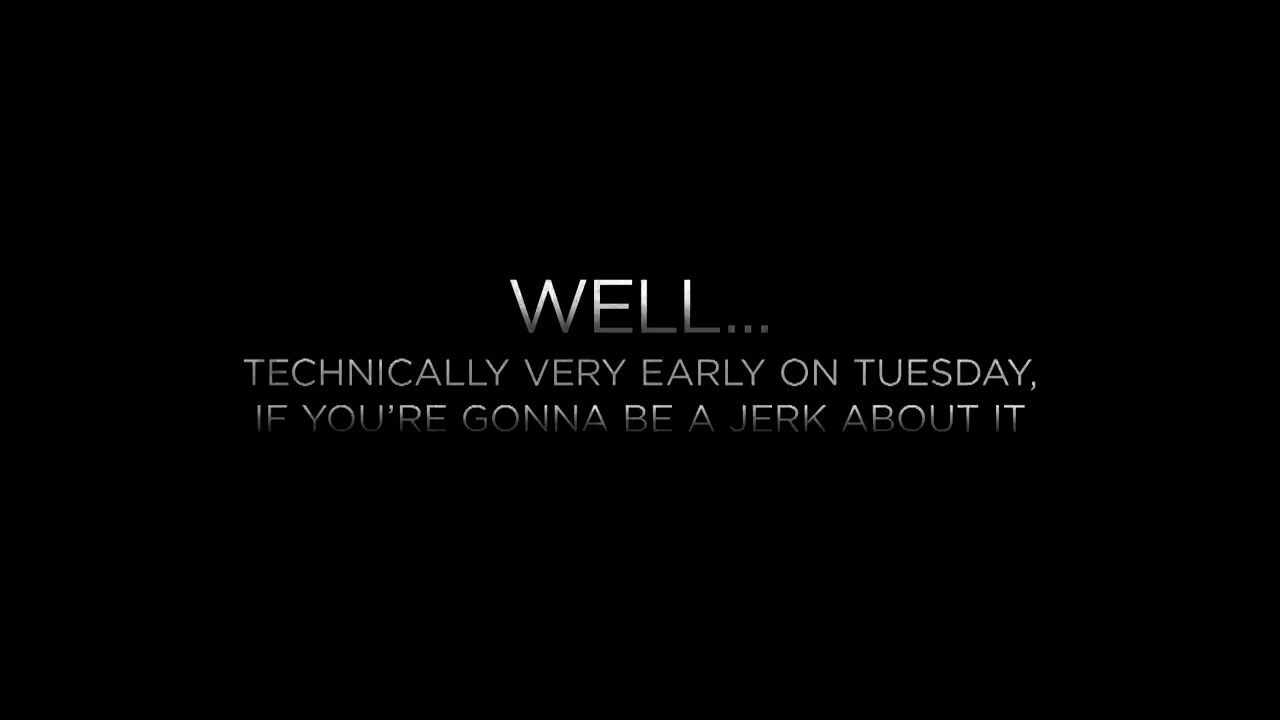 WELL...
TECHNICALLY VERY EARLY ON TUESDAY,
IF YOU’RE GONNA BE A JERK ABOUT IT